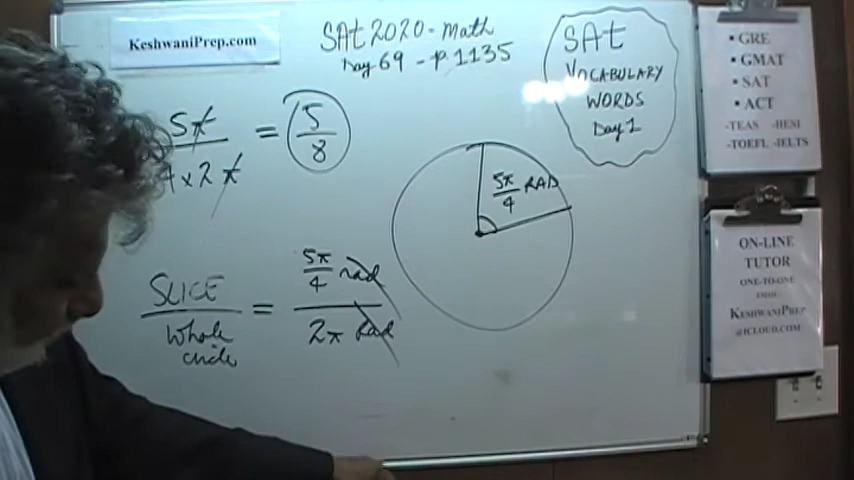 KeshwaniPrep.com
SAt 2020 - Math
Day 69 - P 1135
SAt
VOCABULARY
WORDS
Day 1
5π
4 x 2π
= 5/8
SLICE
whole
circle
= 5π/4 rad
2π Rad
5π/4 RAD
• GRE
• GMAT
• SAT
• ACT
-TEAS -HESI
-TOEFL -IELTS
ON-LINE
TUTOR
ONE-TO-ONE
KESHWANIPREP
@ICLOUD.COM